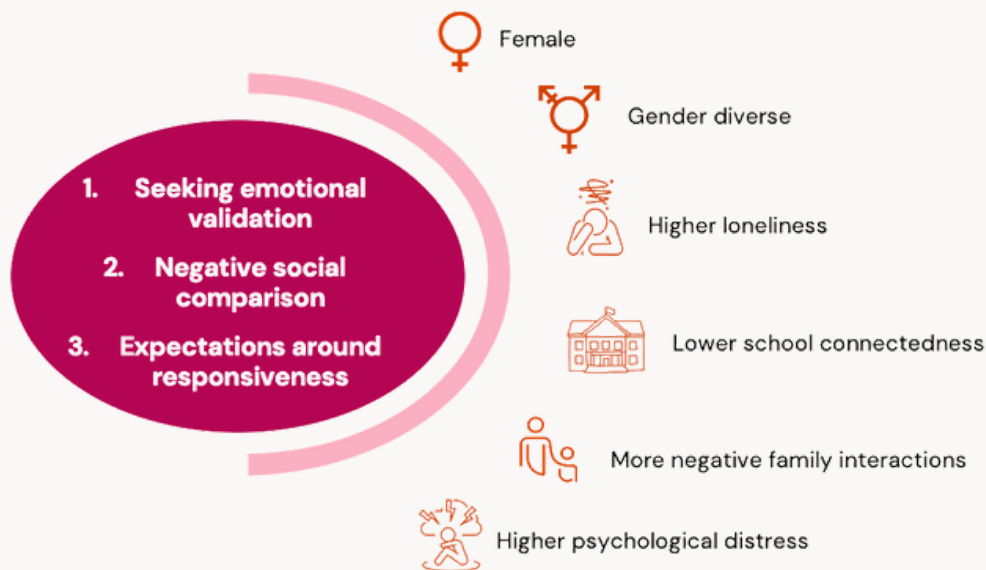 1. Seeking emotional
validation
2. Negative social
comparison
3. Expectations around
responsiveness
Female
Gender diverse
Higher loneliness
Lower school connectedness
More negative family interactions
Higher psychological distress